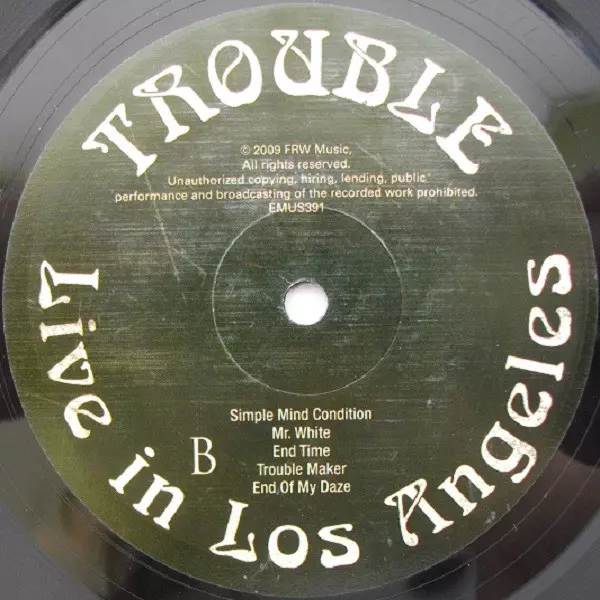 TROUBLE
© 2009 FRW Music.
All rights reserved.
Unauthorized copying, hiring, lending, public
performance and broadcasting of the recorded work prohibited.
EMUS391
Simple Mind Condition
Mr. White
End Time
Trouble Maker
End Of My Daze
B
Live in Los Angeles